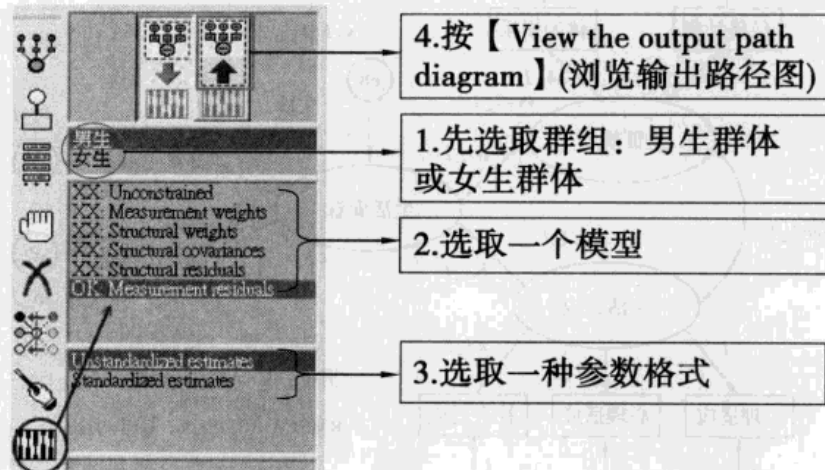 4.按【View the output path
diagram】(浏览输出路径图)
男生
女生
1.先选取群组：男生群体
或女生群体
XX: Unconstrained
XX: Measurement weights
XX: Structural weights
XX: Structural covariances
XX: Structural residuals
OK: Measurement residuals
2.选取一个模型
Unstandardized estimates
Standardized estimates
3.选取一种参数格式